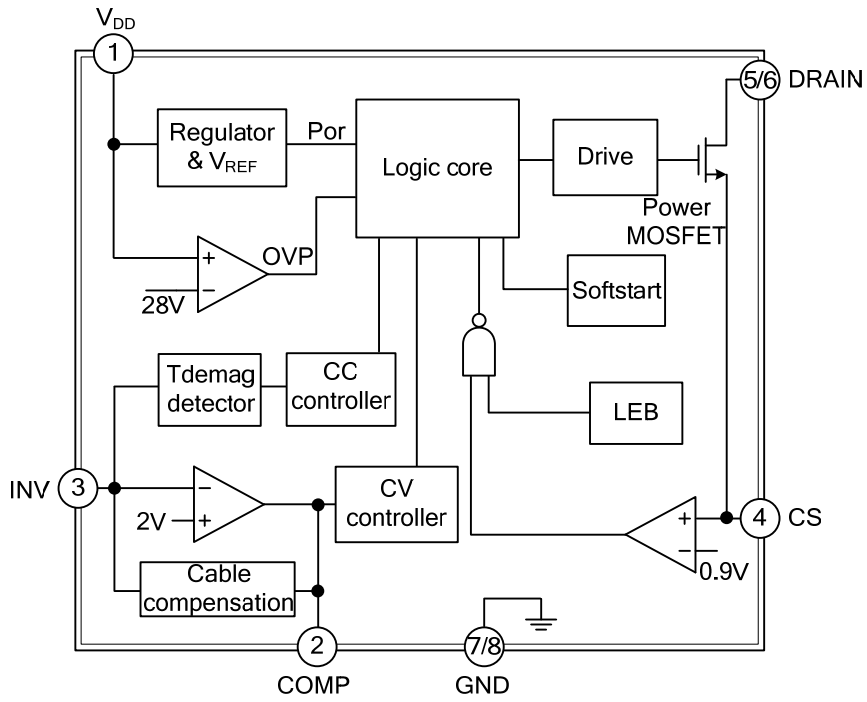 VDD
1
5/6 DRAIN
Regulator
& VREF
Por
Logic core
Drive
Power
MOSFET
OVP
28V
Softstart
Tdemag
detector
CC
controller
LEB
INV 3
2V
CV
controller
4 CS
0.9V
Cable
compensation
2
COMP
7/8
GND